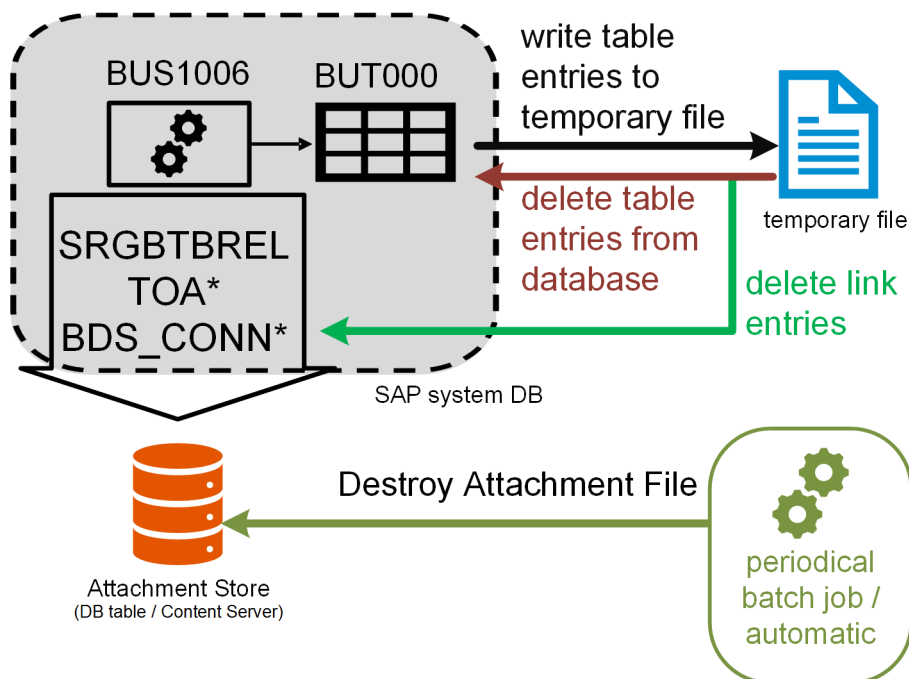 BUS1006
BUT000
write table
entries to
temporary file
temporary file
delete table
entries from
database
delete link
entries
SRGBTBREL
TOA*
BDS_CONN*
SAP system DB
Destroy Attachment File
Attachment Store
(DB table / Content Server)
periodical
batch job /
automatic